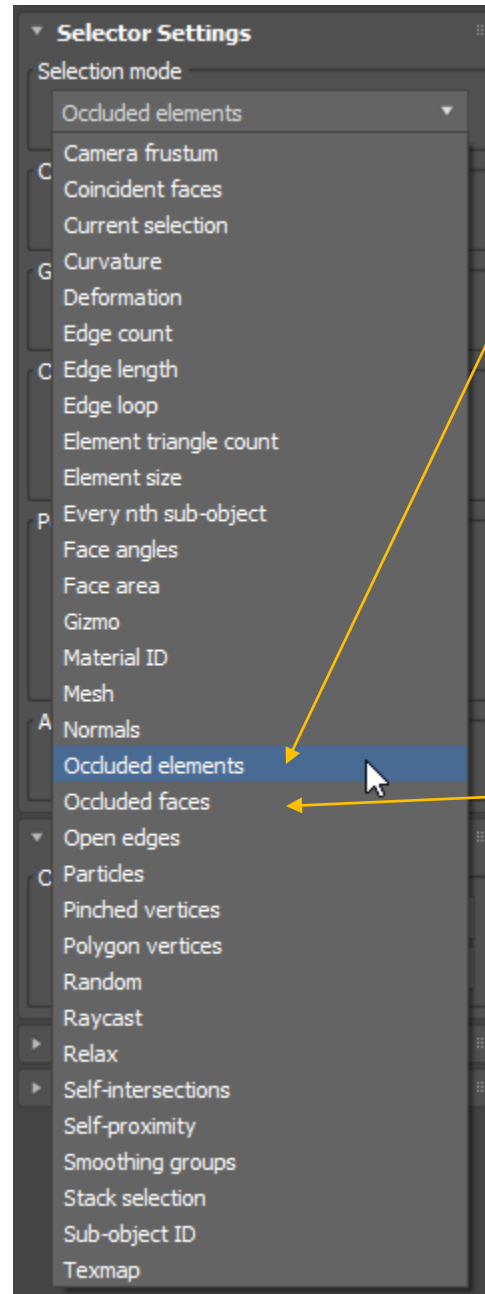 Selector Settings
Selection mode
Occluded elements
Camera frustum
Coincident faces
Current selection
Curvature
Deformation
Edge count
Edge length
Edge loop
Element triangle count
Element size
Every nth sub-object
Face angles
Face area
Gizmo
Material ID
Mesh
Normals
Occluded elements
Occluded faces
Open edges
Particles
Pinched vertices
Polygon vertices
Random
Raycast
Relax
Self-intersections
Self-proximity
Smoothing groups
Stack selection
Sub-object ID
Texmap